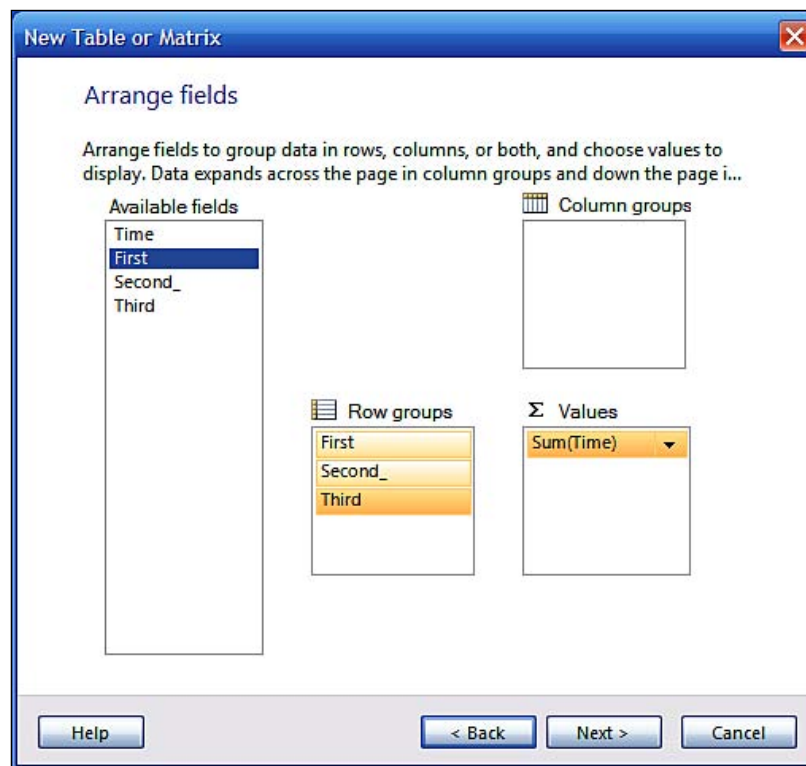 New Table or Matrix
Arrange fields
Arrange fields to group data in rows, columns, or both, and choose values to
display. Data expands across the page in column groups and down the page i...
Available fields
Time
First
Second_
Third
Column groups
Row groups
First
Second_
Third
Σ Values
Sum(Time)
Help
< Back
Next >
Cancel